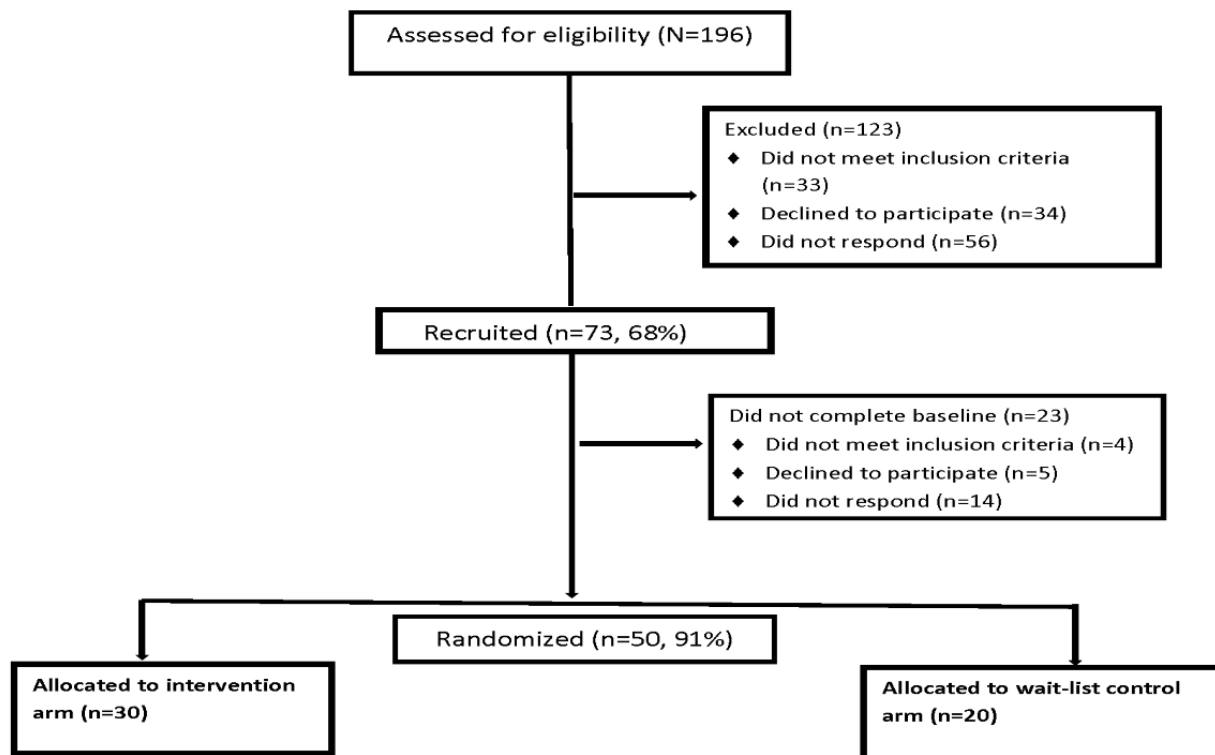 Assessed for eligibility (N=196)
Excluded (n=123)
◆ Did not meet inclusion criteria
(n=33)
◆ Declined to participate (n=34)
◆ Did not respond (n=56)
Recruited (n=73, 68%)
Did not complete baseline (n=23)
◆ Did not meet inclusion criteria (n=4)
◆ Declined to participate (n=5)
◆ Did not respond (n=14)
Randomized (n=50, 91%)
Allocated to intervention
arm (n=30)
Allocated to wait-list control
arm (n=20)